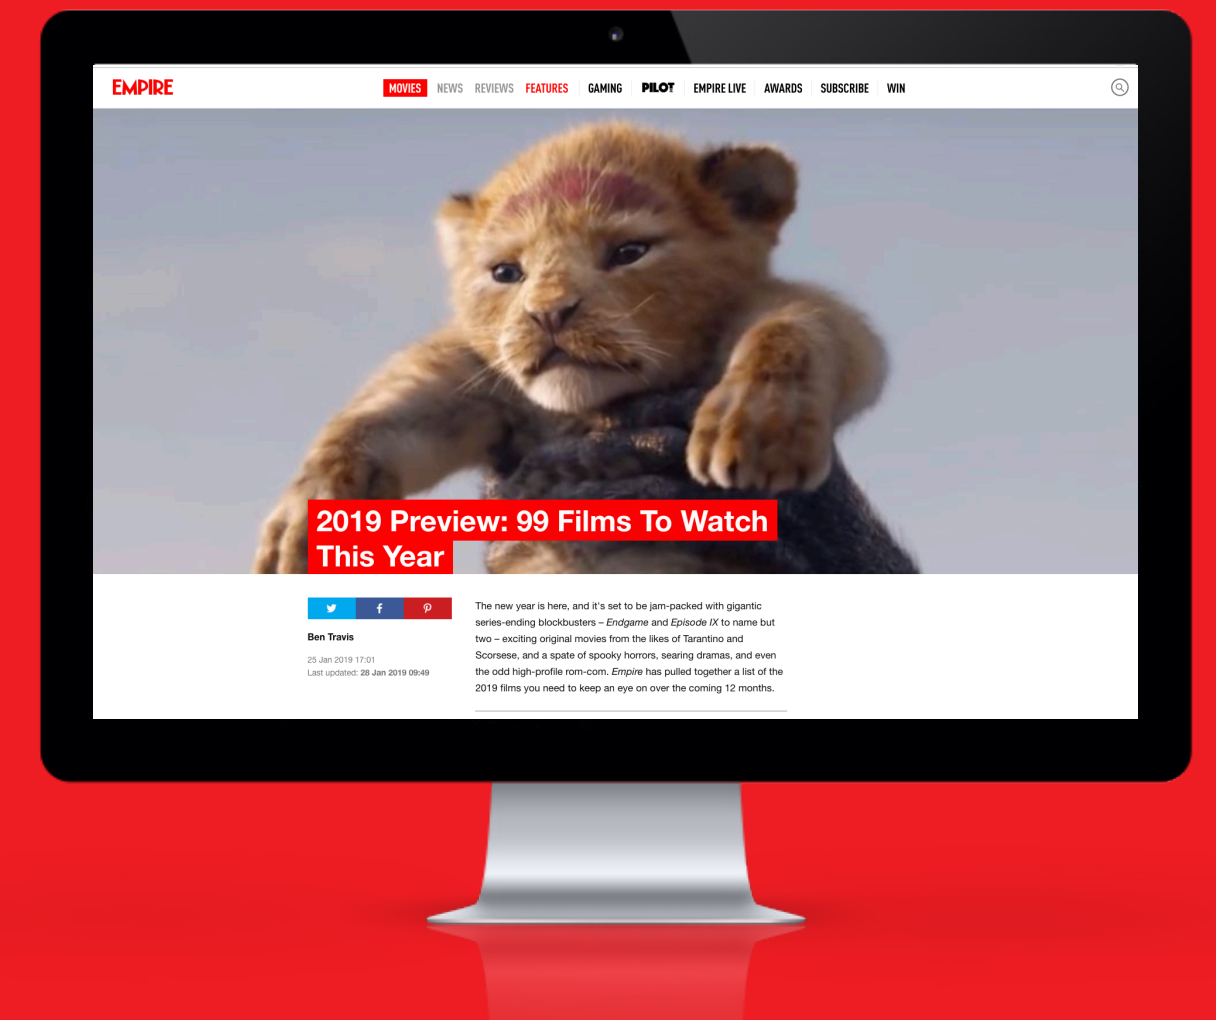 EMPIRE
MOVIES NEWS REVIEWS FEATURES GAMING PILOT EMPIRE LIVE AWARDS SUBSCRIBE WIN
2019 Preview: 99 Films To Watch
This Year
Ben Travis
25 Jan 2019 17:01
Last updated: 28 Jan 2019 09:49
The new year is here, and it's set to be jam-packed with gigantic
series-ending blockbusters – Endgame and Episode IX to name but
two – exciting original movies from the likes of Tarantino and
Scorsese, and a spate of spooky horrors, searing dramas, and even
the odd high-profile rom-com. Empire has pulled together a list of the
2019 films you need to keep an eye on over the coming 12 months.